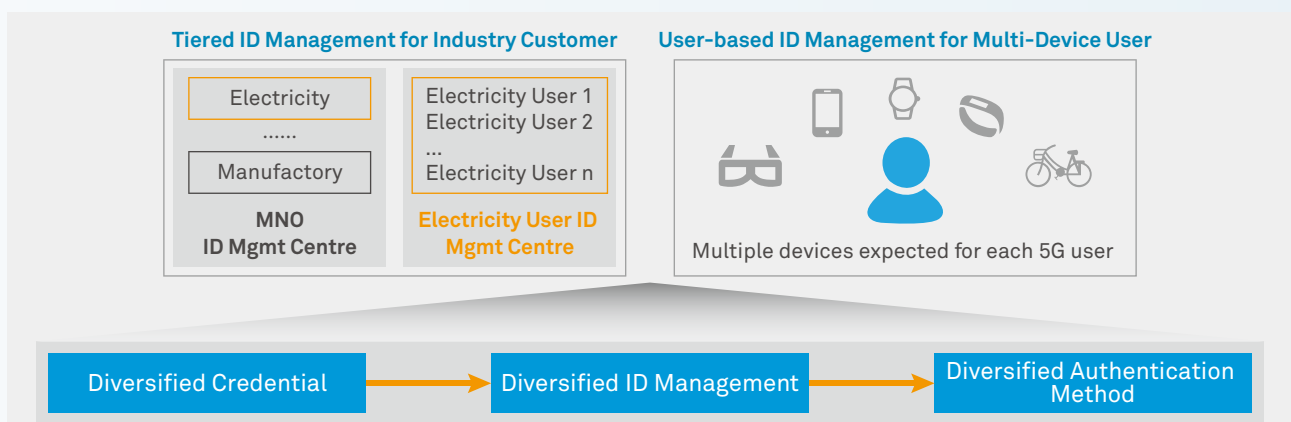 Tiered ID Management for Industry Customer
Electricity
......
Manufactory
MNO
ID Mgmt Centre
Electricity User 1
Electricity User 2
...
Electricity User n
Electricity User ID
Mgmt Centre
User-based ID Management for Multi-Device User
Multiple devices expected for each 5G user
Diversified Credential
Diversified ID Management
Diversified Authentication
Method